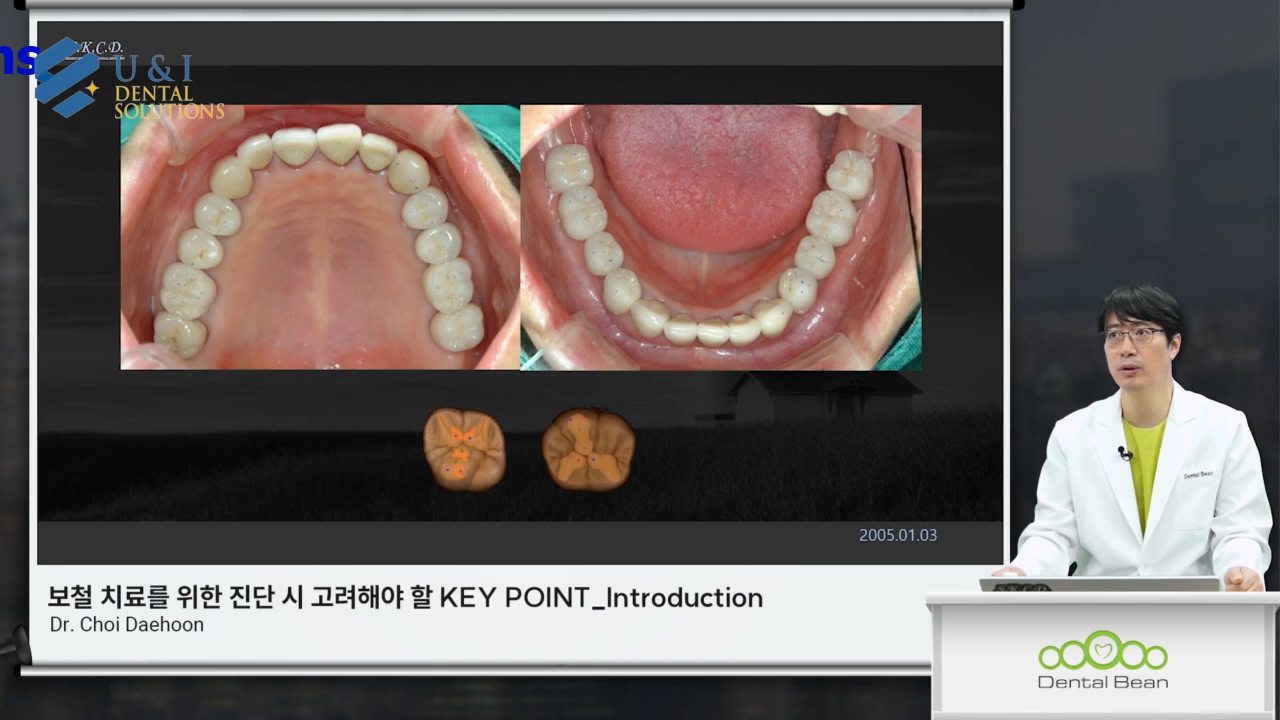 ns
.K.C.D.
U & I
DENTAL
SOLUTIONS
2005.01.03
보철 치료를 위한 진단 시 고려해야 할 KEY POINT_Introduction
Dr. Choi Daehoon
Dental Bean
Dental Bean